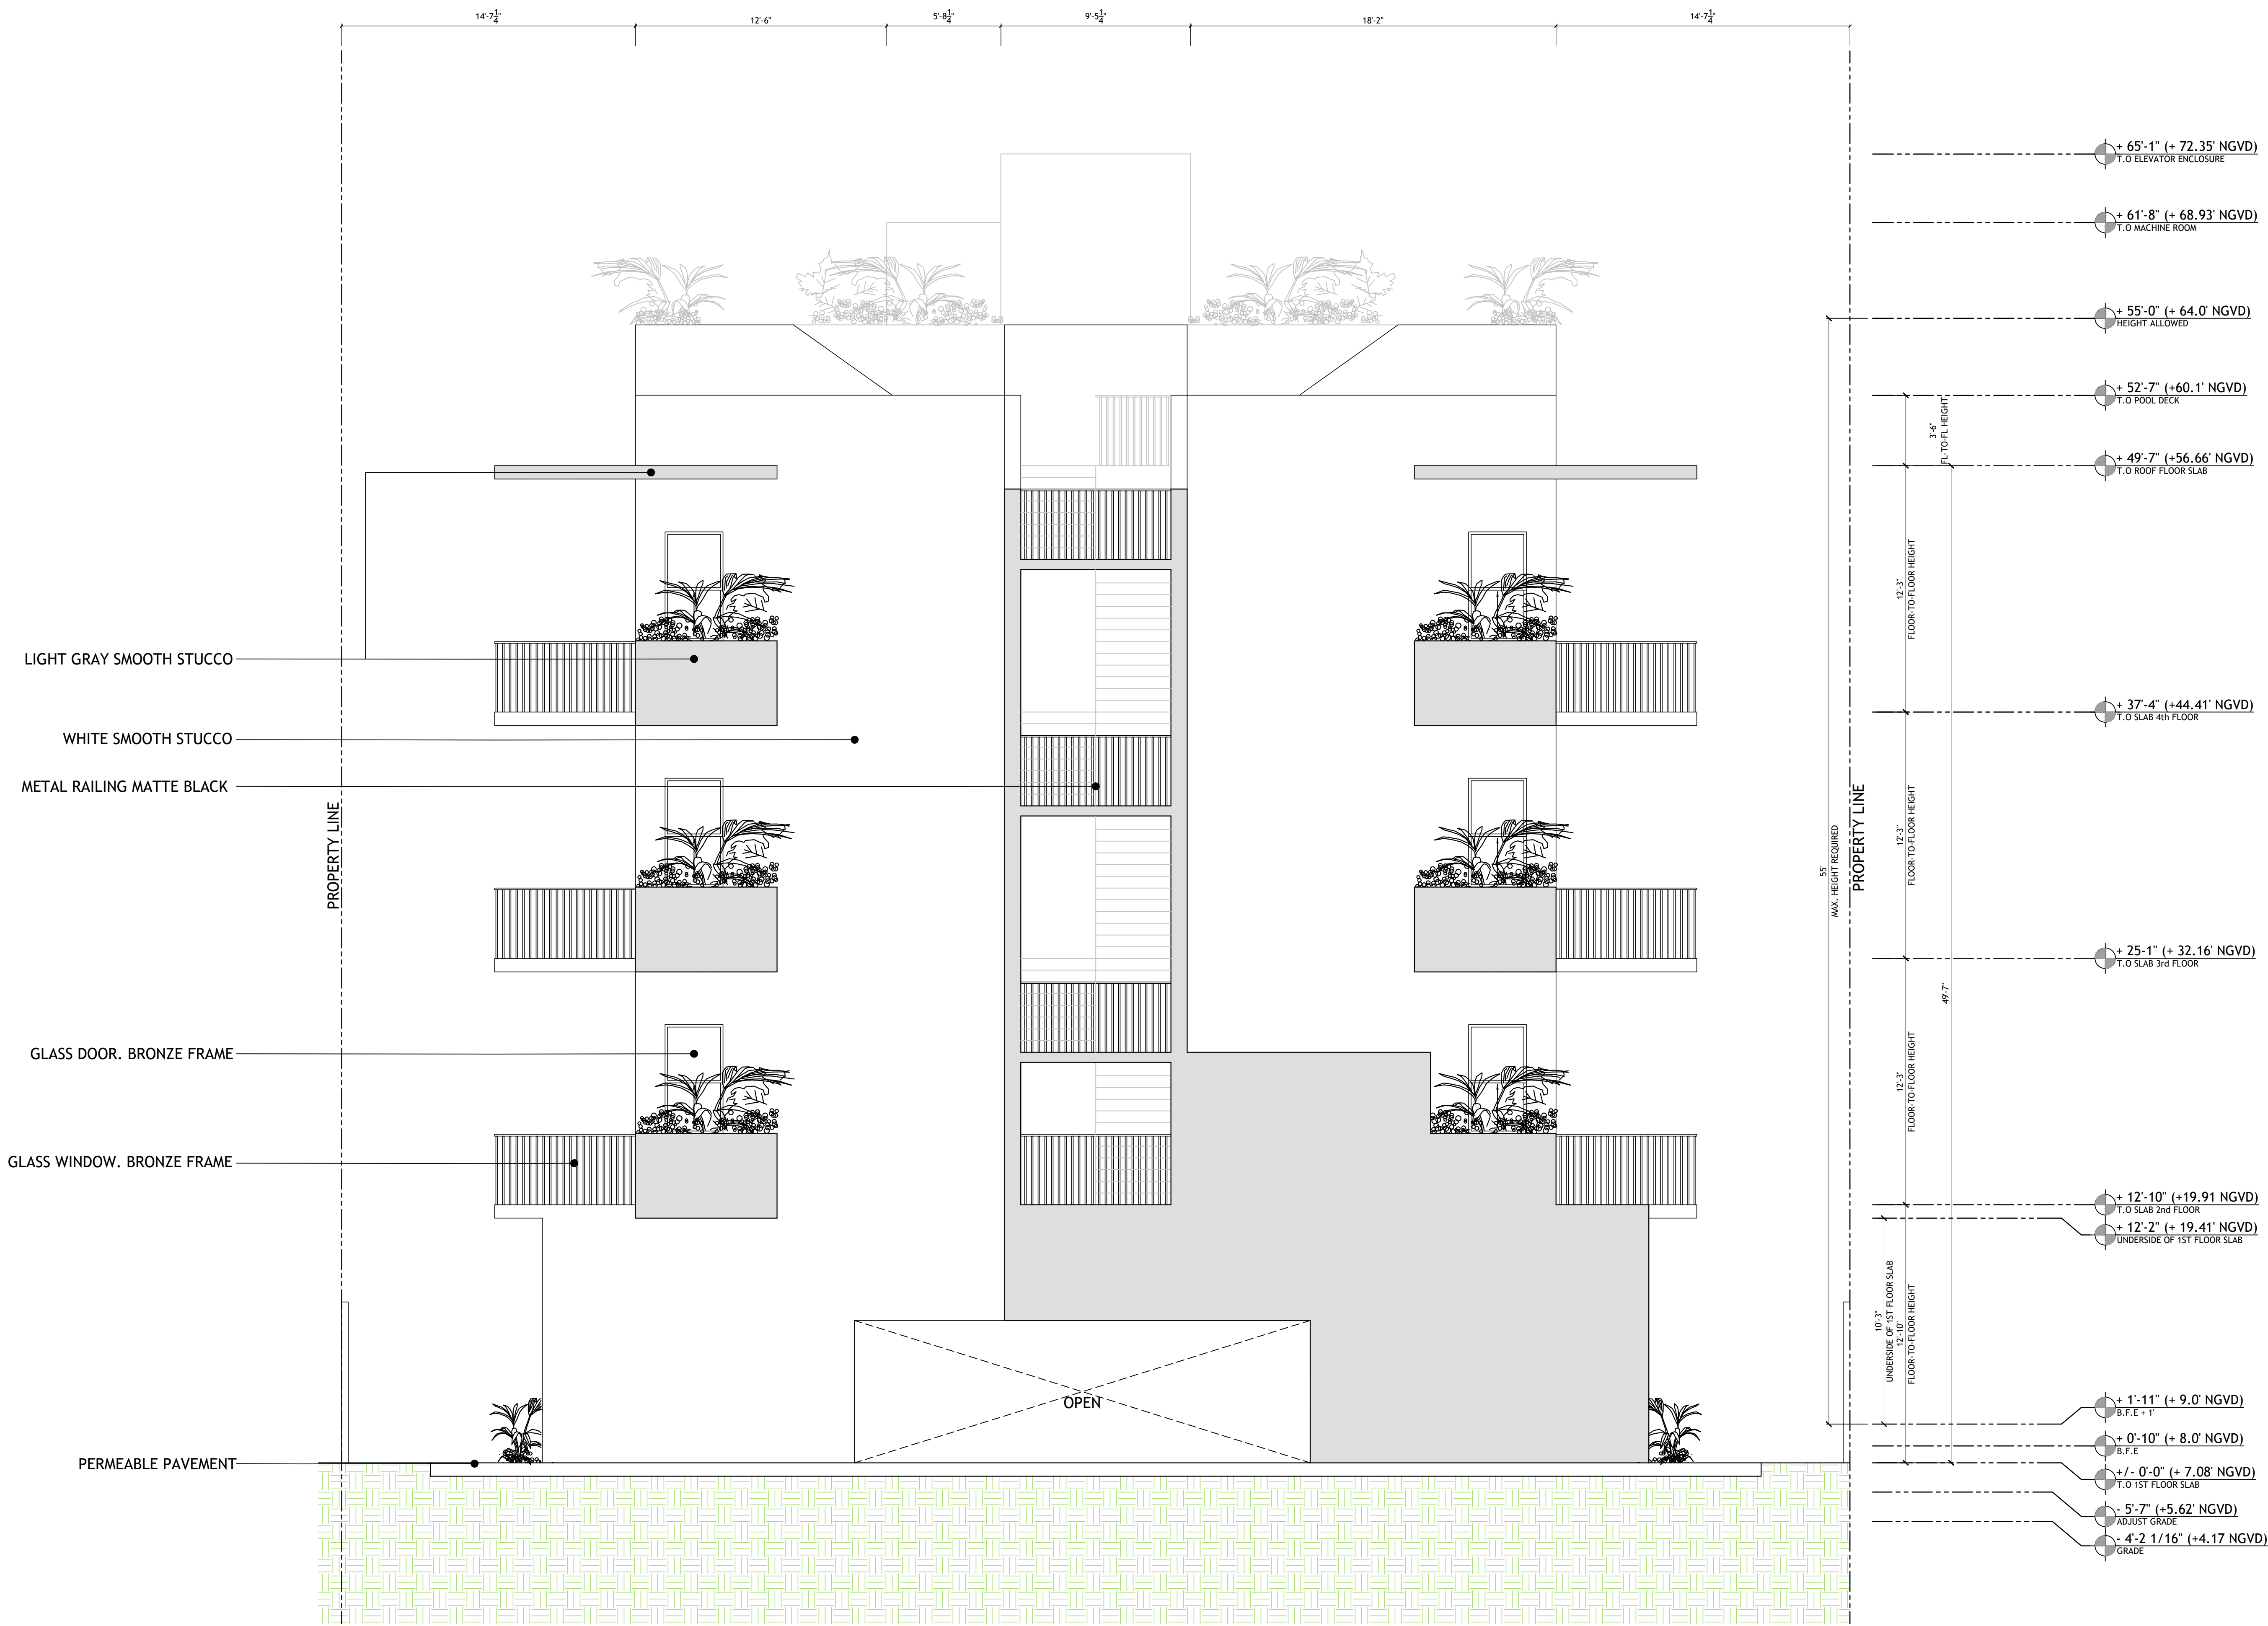 14'-7 1/4"
12'-6"
5'-8 1/4"
9'-5 1/4"
18'-2"
14'-7 1/4"
+ 65'-1" (+ 72.35' NGVD)
T.O ELEVATOR ENCLOSURE
+ 61'-8" (+ 68.93' NGVD)
T.O MACHINE ROOM
+ 55'-0" (+ 64.0' NGVD)
HEIGHT ALLOWED
+ 52'-7" (+60.1' NGVD)
T.O POOL DECK
3'-6"
FL-TO-FL HEIGHT
+ 49'-7" (+56.66' NGVD)
T.O ROOF FLOOR SLAB
12'-3"
FLOOR-TO-FLOOR HEIGHT
LIGHT GRAY SMOOTH STUCCO
+ 37'-4" (+44.41' NGVD)
T.O SLAB 4th FLOOR
WHITE SMOOTH STUCCO
METAL RAILING MATTE BLACK
PROPERTY LINE
55'
MAX. HEIGHT REQUIRED
PROPERTY LINE
12'-3"
FLOOR-TO-FLOOR HEIGHT
+ 25-1" (+ 32.16' NGVD)
T.O SLAB 3rd FLOOR
49'-7"
GLASS DOOR. BRONZE FRAME
12'-3"
FLOOR-TO-FLOOR HEIGHT
GLASS WINDOW. BRONZE FRAME
+ 12'-10" (+19.91 NGVD)
T.O SLAB 2nd FLOOR
+ 12'-2" (+ 19.41' NGVD)
UNDERSIDE OF 1ST FLOOR SLAB
10'-3"
UNDERSIDE OF 1ST FLOOR SLAB
12'-10"
FLOOR-TO-FLOOR HEIGHT
OPEN
+ 1'-11" (+ 9.0' NGVD)
B.F.E + 1'
+ 0'-10" (+ 8.0' NGVD)
B.F.E
PERMEABLE PAVEMENT
+/- 0'-0" (+ 7.08' NGVD)
T.O 1ST FLOOR SLAB
- 5'-7" (+5.62' NGVD)
ADJUST GRADE
- 4'-2 1/16" (+4.17 NGVD)
GRADE